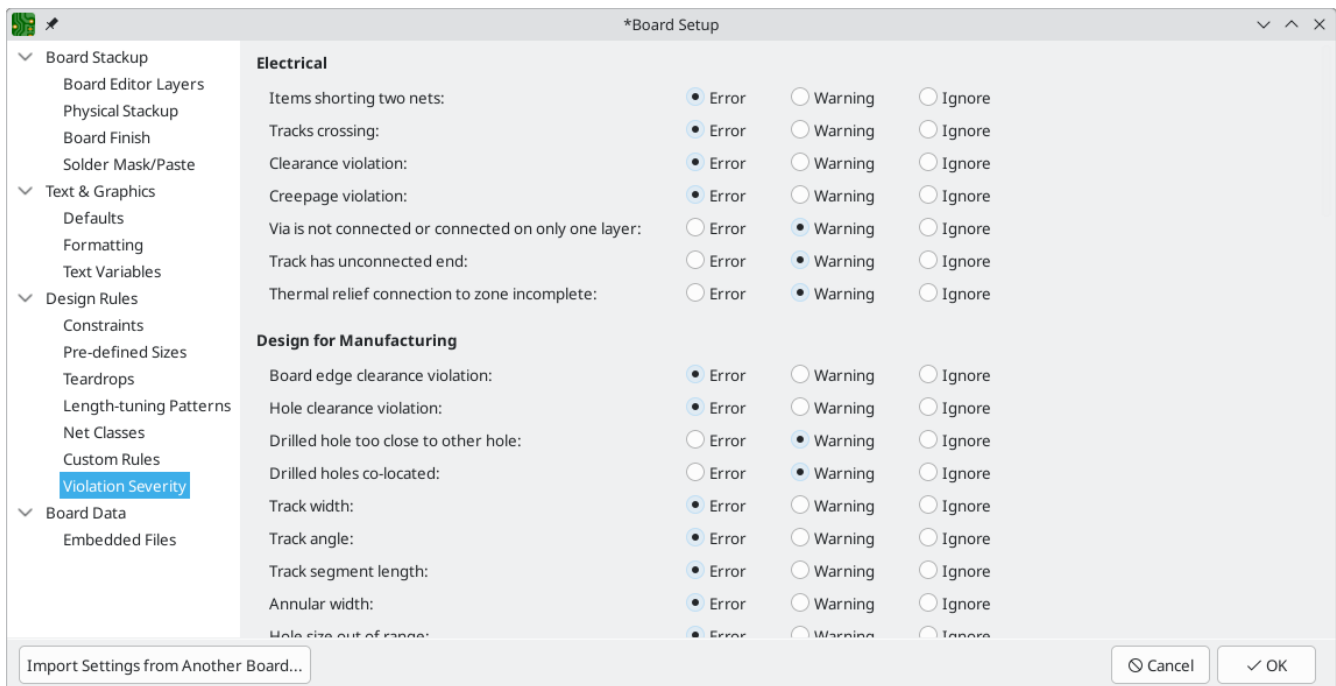 *Board Setup
Board Stackup
Board Editor Layers
Physical Stackup
Board Finish
Solder Mask/Paste
Text & Graphics
Defaults
Formatting
Text Variables
Design Rules
Constraints
Pre-defined Sizes
Teardrops
Length-tuning Patterns
Net Classes
Custom Rules
Violation Severity
Board Data
Embedded Files
Electrical
Items shorting two nets: Error Warning Ignore
Tracks crossing: Error Warning Ignore
Clearance violation: Error Warning Ignore
Creepage violation: Error Warning Ignore
Via is not connected or connected on only one layer: Error Warning Ignore
Track has unconnected end: Error Warning Ignore
Thermal relief connection to zone incomplete: Error Warning Ignore
Design for Manufacturing
Board edge clearance violation: Error Warning Ignore
Hole clearance violation: Error Warning Ignore
Drilled hole too close to other hole: Error Warning Ignore
Drilled holes co-located: Error Warning Ignore
Track width: Error Warning Ignore
Track angle: Error Warning Ignore
Track segment length: Error Warning Ignore
Annular width: Error Warning Ignore
Hole size out of range: Error Warning Ignore
Import Settings from Another Board... Cancel OK